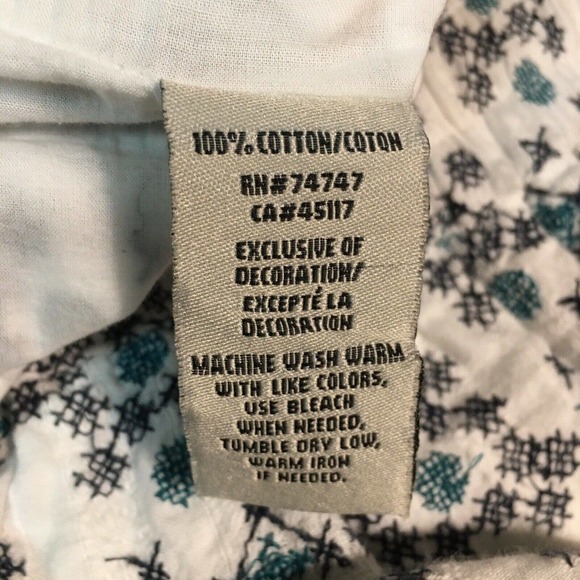 100% COTTON/COTON
RN#74747
CA#45117
EXCLUSIVE OF
DECORATION/
EXCEPTÉ LA
DECORATION
MACHINE WASH WARM
WITH LIKE COLORS,
USE BLEACH
WHEN NEEDED,
TUMBLE DRY LOW,
WARM IRON
IF NEEDED.